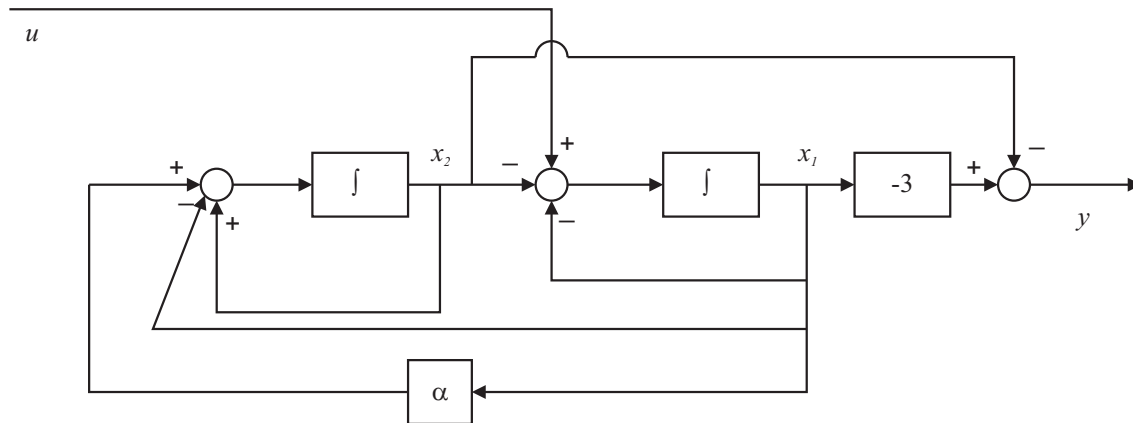 u
+
–
x₂
–
+
x₁
–
+
∫
∫
-3
+
–
–
+
y
α